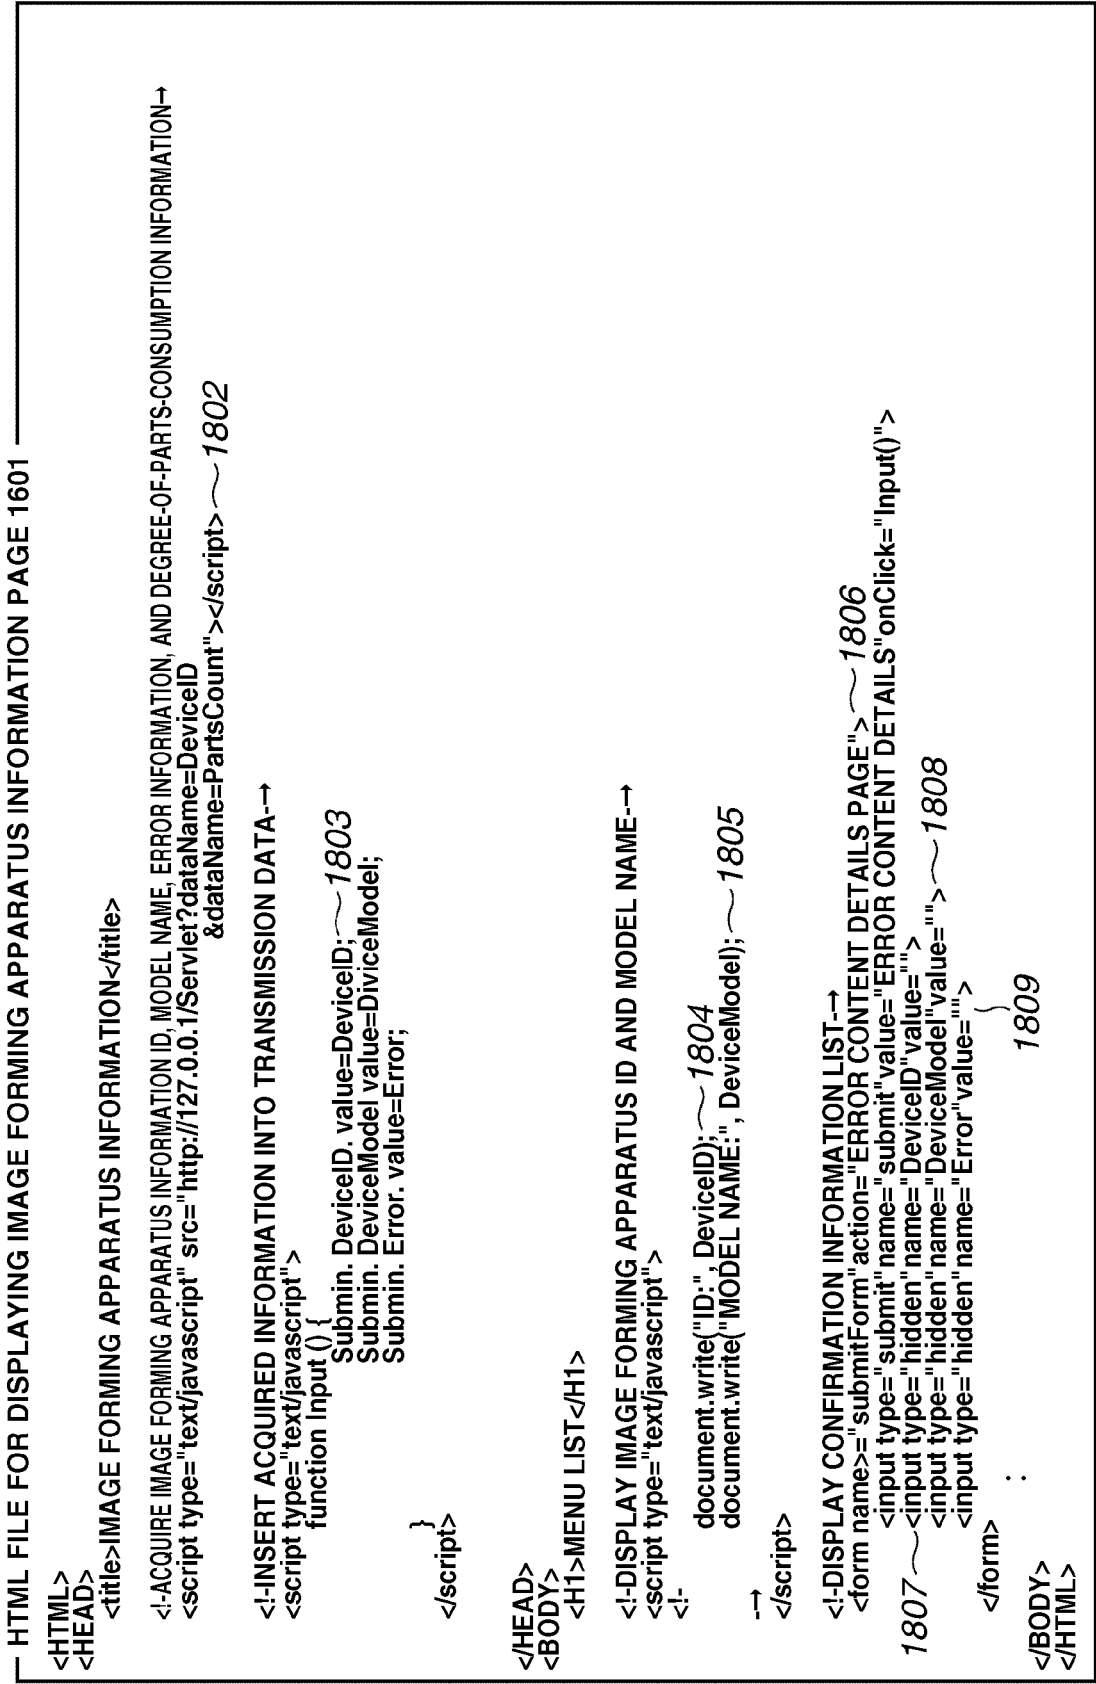 HTML FILE FOR DISPLAYING IMAGE FORMING APPARATUS INFORMATION PAGE 1601
<HTML>
<HEAD>
<title>IMAGE FORMING APPARATUS INFORMATION</title>
<!-ACQUIRE IMAGE FORMING APPARATUS INFORMATION ID, MODEL NAME, ERROR INFORMATION, AND DEGREE-OF-PARTS-CONSUMPTION INFORMATION→
<script type="text/javascript" src="http://127.0.0.1/Servlet?dataName=DeviceID
&dataName=PartsCount"></script>~1802
<!-INSERT ACQUIRED INFORMATION INTO TRANSMISSION DATA-→
<script type="text/javascript">
function Input () {
Submin. DeviceID. value=DeviceID;~1803
Submin. DeviceModel value=DiviceModel;
Submin. Error. value=Error;
}
</script>
</HEAD>
<BODY>
<H1>MENU LIST</H1>
<!-DISPLAY IMAGE FORMING APPARATUS ID AND MODEL NAME-→
<script type="text/javascript">
<!-
document.write("ID:", DeviceID);~1804
document.write("MODEL NAME:", DeviceModel);~1805
-→
</script>
<!-DISPLAY CONFIRMATION INFORMATION LIST-→
<form name>="submitForm"action="ERROR CONTENT DETAILS PAGE">~1806
1807~<input type="submit"name="submit"value="ERROR CONTENT DETAILS"onClick="Input()">
<input type="hidden"name="DeviceID"value="">
<input type="hidden"name="DeviceModel"value="">~1808
<input type="hidden"name="Error"value="">
1809
</form>
:
</BODY>
</HTML>